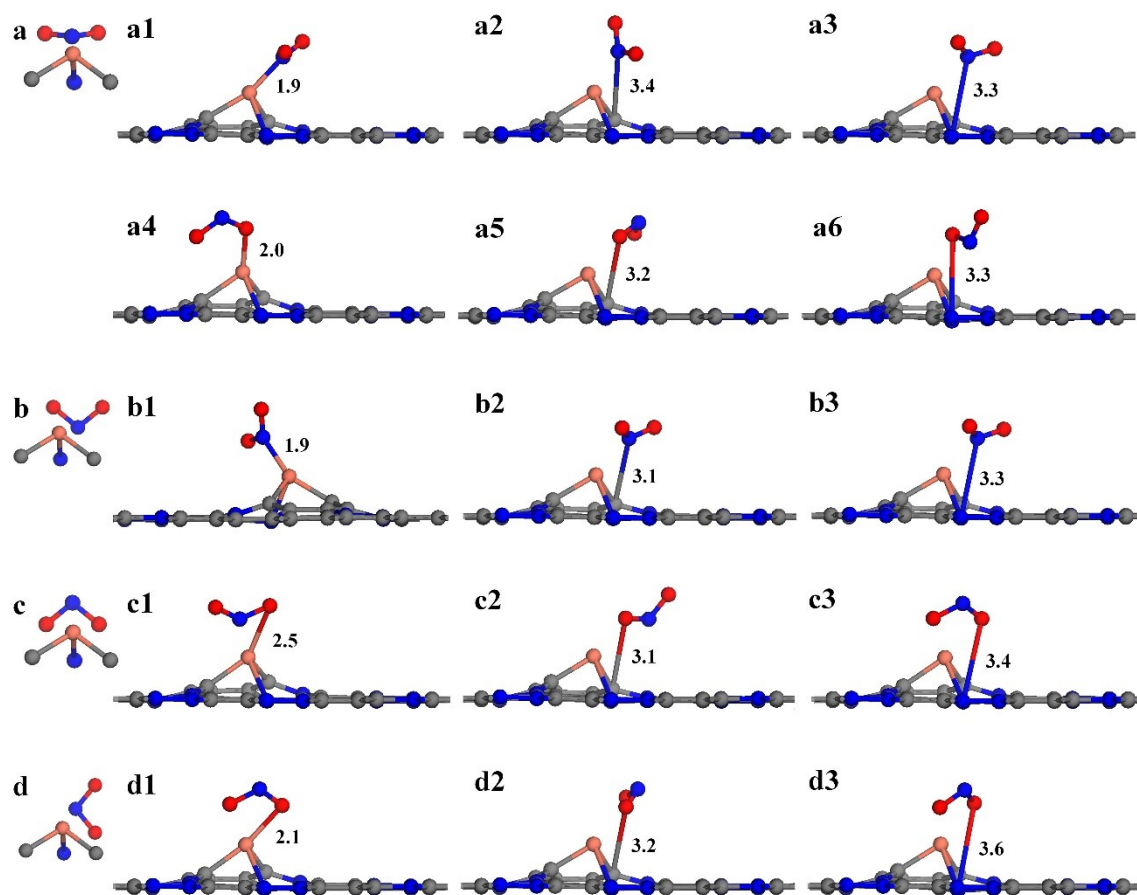 a a1 a2 a3
1.9 3.4 3.3
a4 a5 a6
2.0 3.2 3.3
b b1 b2 b3
1.9 3.1 3.3
c c1 c2 c3
2.5 3.1 3.4
d d1 d2 d3
2.1 3.2 3.6